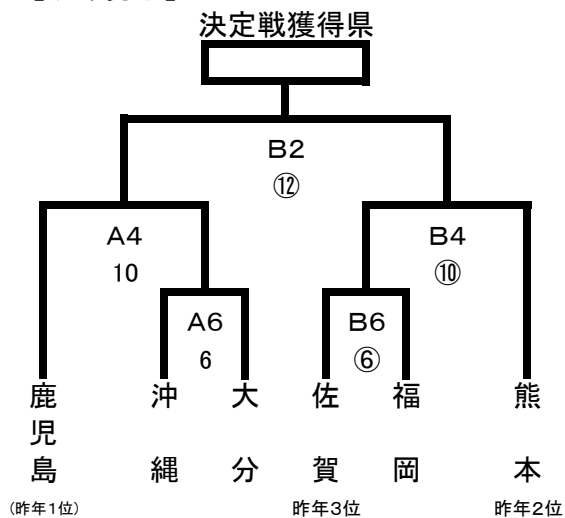 決定戦獲得県
B2
⑫
A4
B4
10
⑩
A6
B6
6
⑥
鹿児島
沖縄
大分
佐賀
福岡
熊本
(昨年1位)
昨年3位
昨年2位